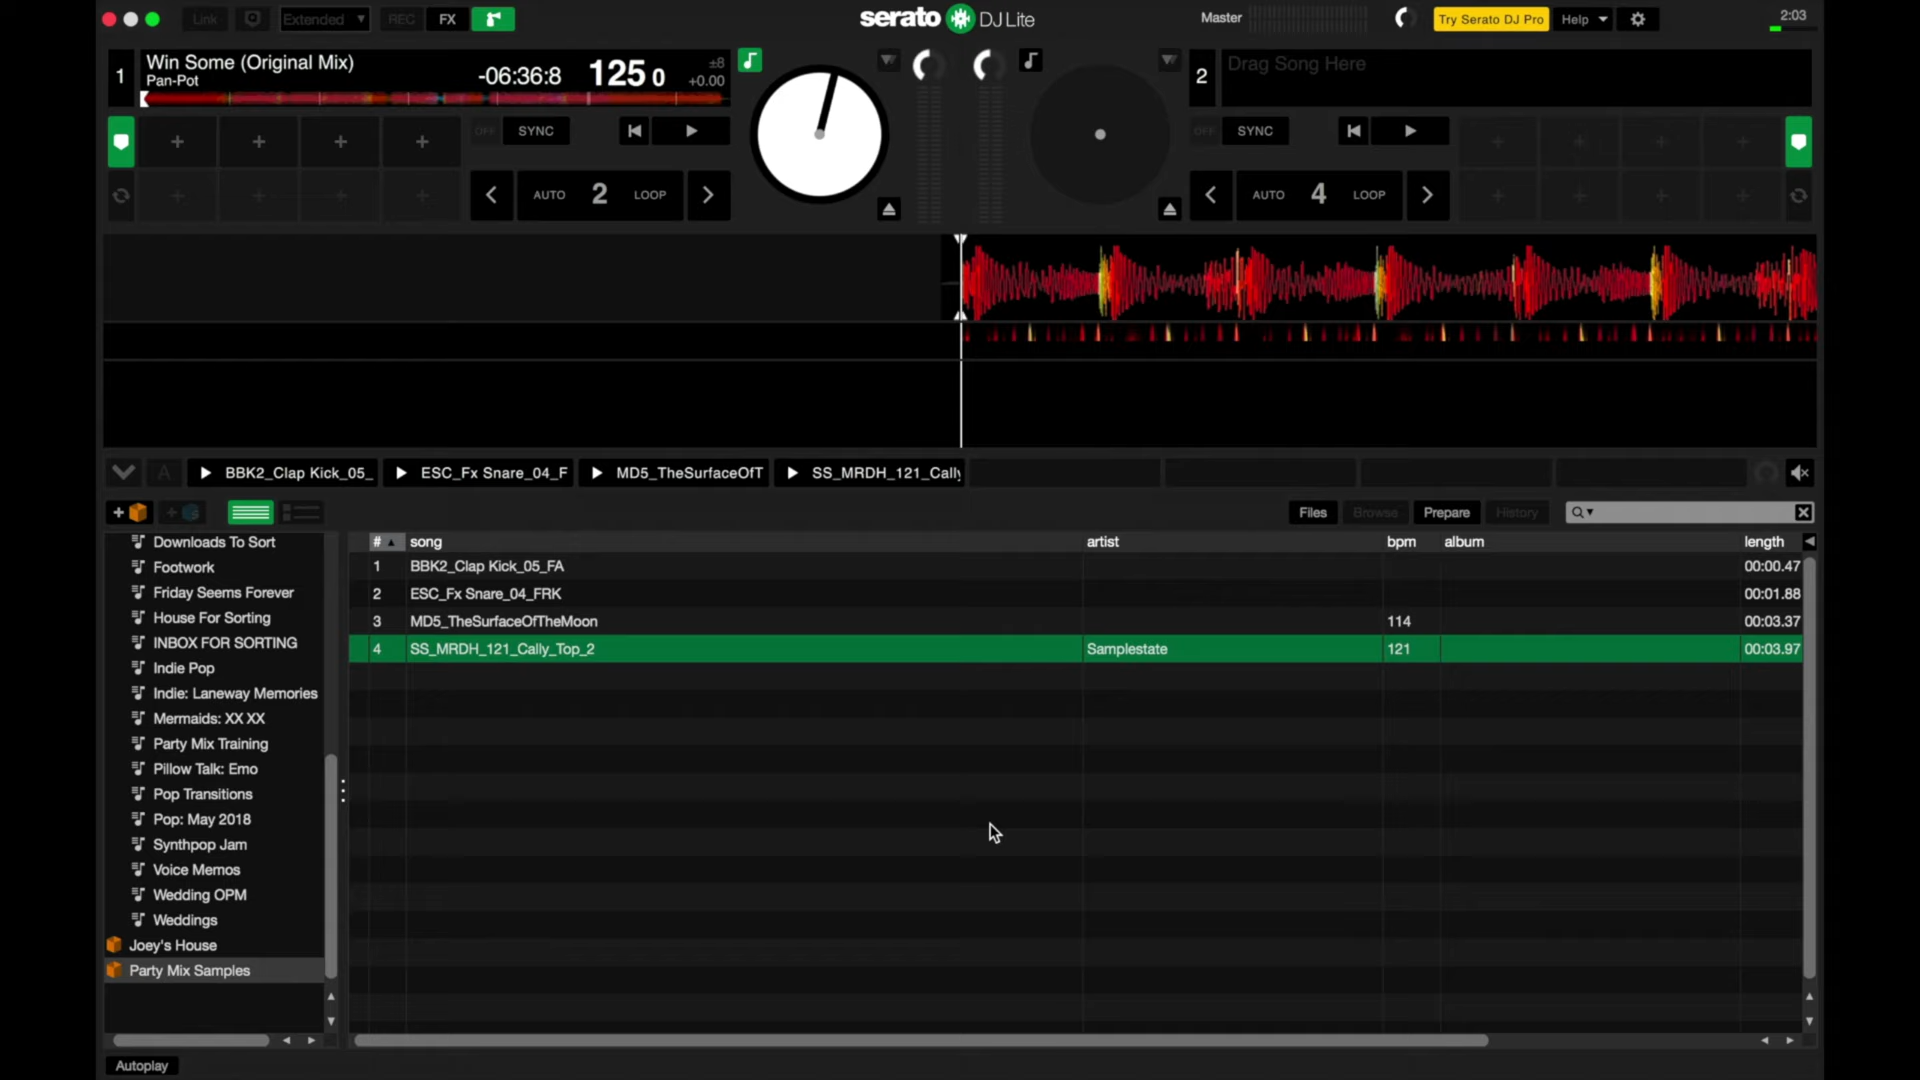 Link
Extended
REC
FX
serato DJ Lite
Master
Try Serato DJ Pro
Help
2:03
1
Win Some (Original Mix)
Pan-Pot
-06:36:8
125 0
±8
+0.00
2
Drag Song Here
OFF
SYNC
OFF
SYNC
AUTO
2
LOOP
AUTO
4
LOOP
A
BBK2_Clap Kick_05_
ESC_Fx Snare_04_F
MD5_TheSurfaceOfT
SS_MRDH_121_Cally
Files
Browse
Prepare
History
# song artist bpm album length
1 BBK2_Clap Kick_05_FA 00:00.47
2 ESC_Fx Snare_04_FRK 00:01.88
3 MD5_TheSurfaceOfTheMoon 114 00:03.37
4 SS_MRDH_121_Cally_Top_2 Samplestate 121 00:03.97
Downloads To Sort
Footwork
Friday Seems Forever
House For Sorting
INBOX FOR SORTING
Indie Pop
Indie: Laneway Memories
Mermaids: XX XX
Party Mix Training
Pillow Talk: Emo
Pop Transitions
Pop: May 2018
Synthpop Jam
Voice Memos
Wedding OPM
Weddings
Joey's House
Party Mix Samples
Autoplay